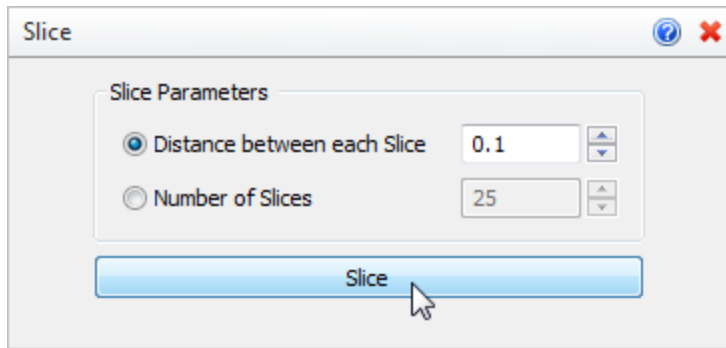 Slice
Slice Parameters
Distance between each Slice 0.1
Number of Slices 25
Slice